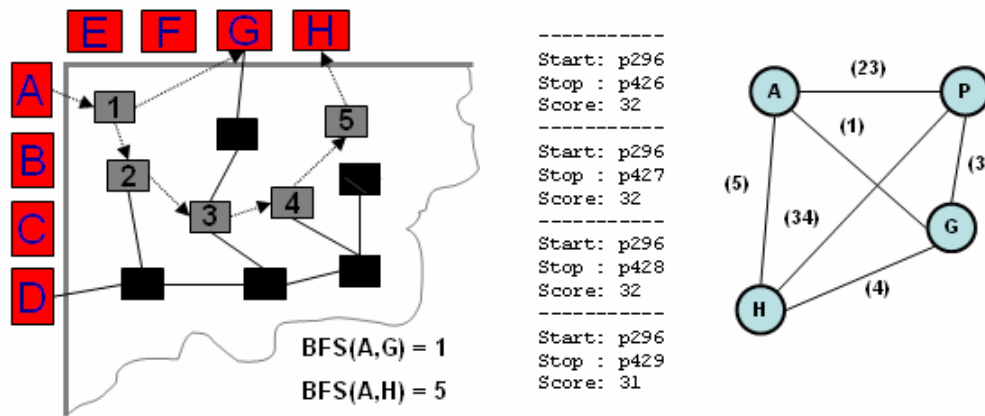 E F G H
A
B
C
D
1
2
3
4
5
BFS(A,G) = 1
BFS(A,H) = 5
-----------
Start: p296
Stop : p426
Score: 32
-----------
Start: p296
Stop : p427
Score: 32
-----------
Start: p296
Stop : p428
Score: 32
-----------
Start: p296
Stop : p429
Score: 31
A (23) P
(1)
(5) (34) (3
G
H (4)